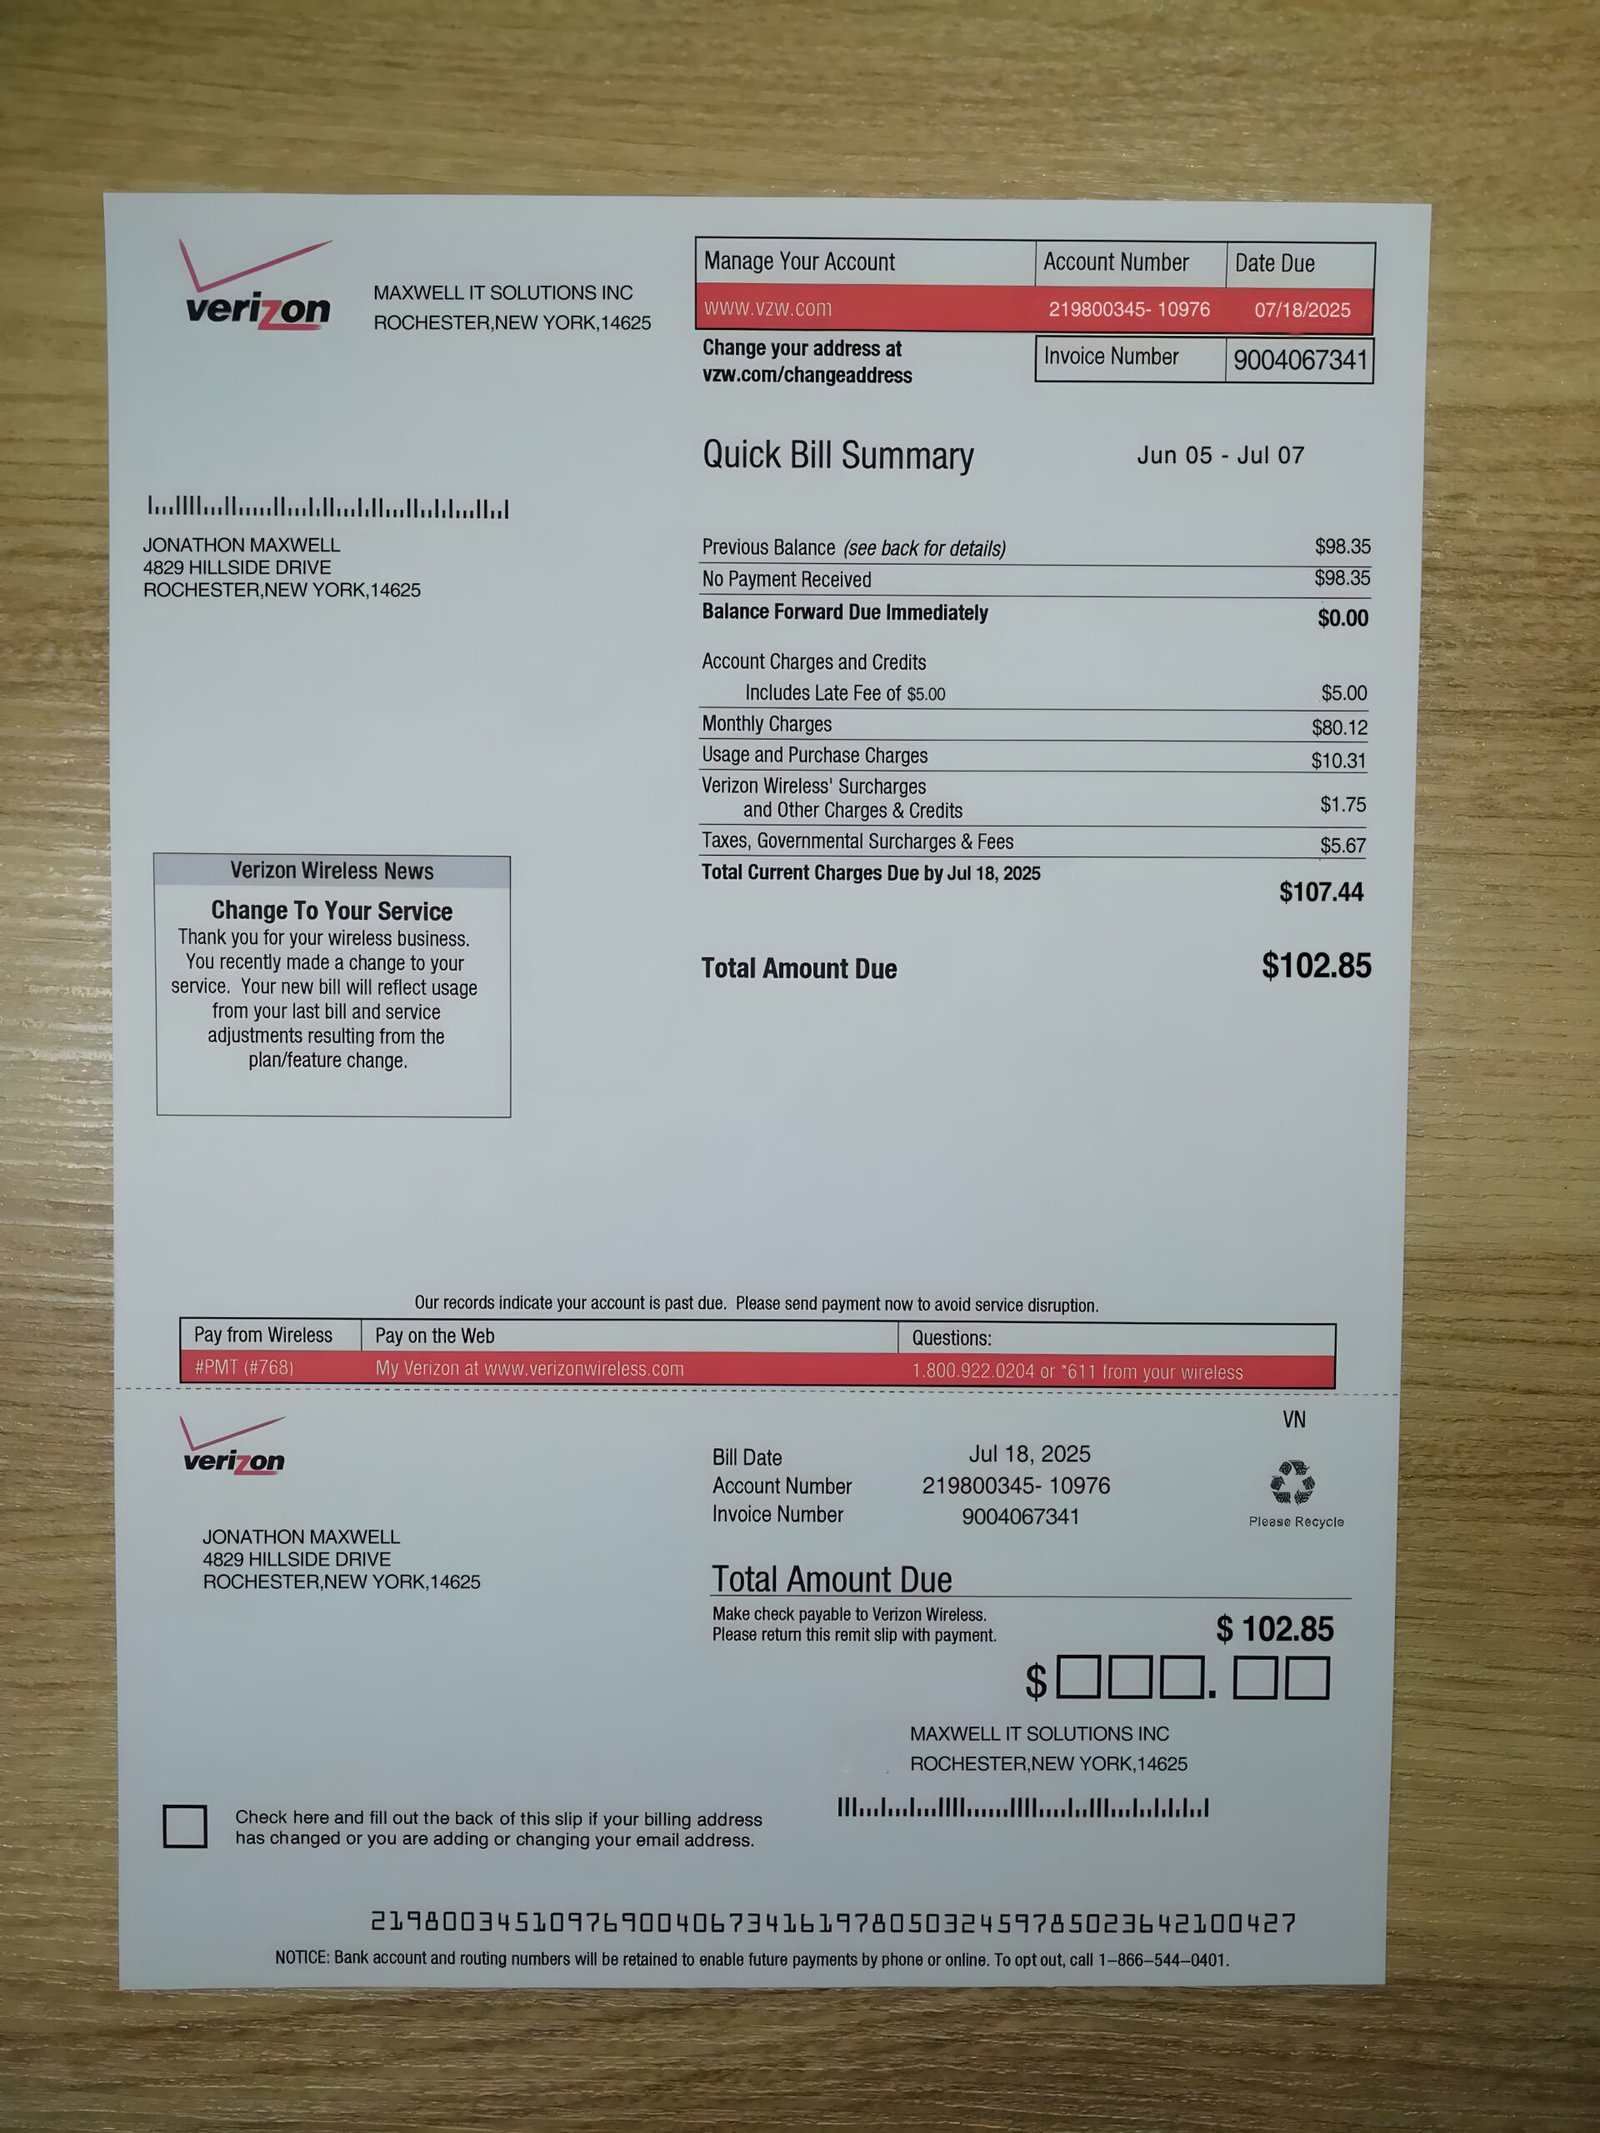 verizon
MAXWELL IT SOLUTIONS INC
ROCHESTER,NEW YORK,14625
Manage Your Account Account Number Date Due
www.vzw.com 219800345- 10976 07/18/2025
Change your address at
vzw.com/changeaddress
Invoice Number 9004067341
Quick Bill Summary Jun 05 - Jul 07
JONATHON MAXWELL
4829 HILLSIDE DRIVE
ROCHESTER,NEW YORK,14625
Previous Balance (see back for details) $98.35
No Payment Received $98.35
Balance Forward Due Immediately $0.00
Account Charges and Credits
Includes Late Fee of $5.00 $5.00
Monthly Charges $80.12
Usage and Purchase Charges $10.31
Verizon Wireless' Surcharges
and Other Charges & Credits $1.75
Taxes, Governmental Surcharges & Fees $5.67
Total Current Charges Due by Jul 18, 2025 $107.44
Total Amount Due $102.85
Verizon Wireless News
Change To Your Service
Thank you for your wireless business.
You recently made a change to your
service. Your new bill will reflect usage
from your last bill and service
adjustments resulting from the
plan/feature change.
Our records indicate your account is past due. Please send payment now to avoid service disruption.
Pay from Wireless Pay on the Web Questions:
#PMT (#768) My Verizon at www.verizonwireless.com 1.800.922.0204 or *611 from your wireless
verizon
VN
Bill Date Jul 18, 2025
Account Number 219800345- 10976
Invoice Number 9004067341
Please Recycle
JONATHON MAXWELL
4829 HILLSIDE DRIVE
ROCHESTER,NEW YORK,14625
Total Amount Due
Make check payable to Verizon Wireless.
Please return this remit slip with payment.
$ 102.85
$ .
MAXWELL IT SOLUTIONS INC
ROCHESTER,NEW YORK,14625
Check here and fill out the back of this slip if your billing address
has changed or you are adding or changing your email address.
2198003451097690040673416197805032459785023642100427
NOTICE: Bank account and routing numbers will be retained to enable future payments by phone or online. To opt out, call 1–866–544–0401.